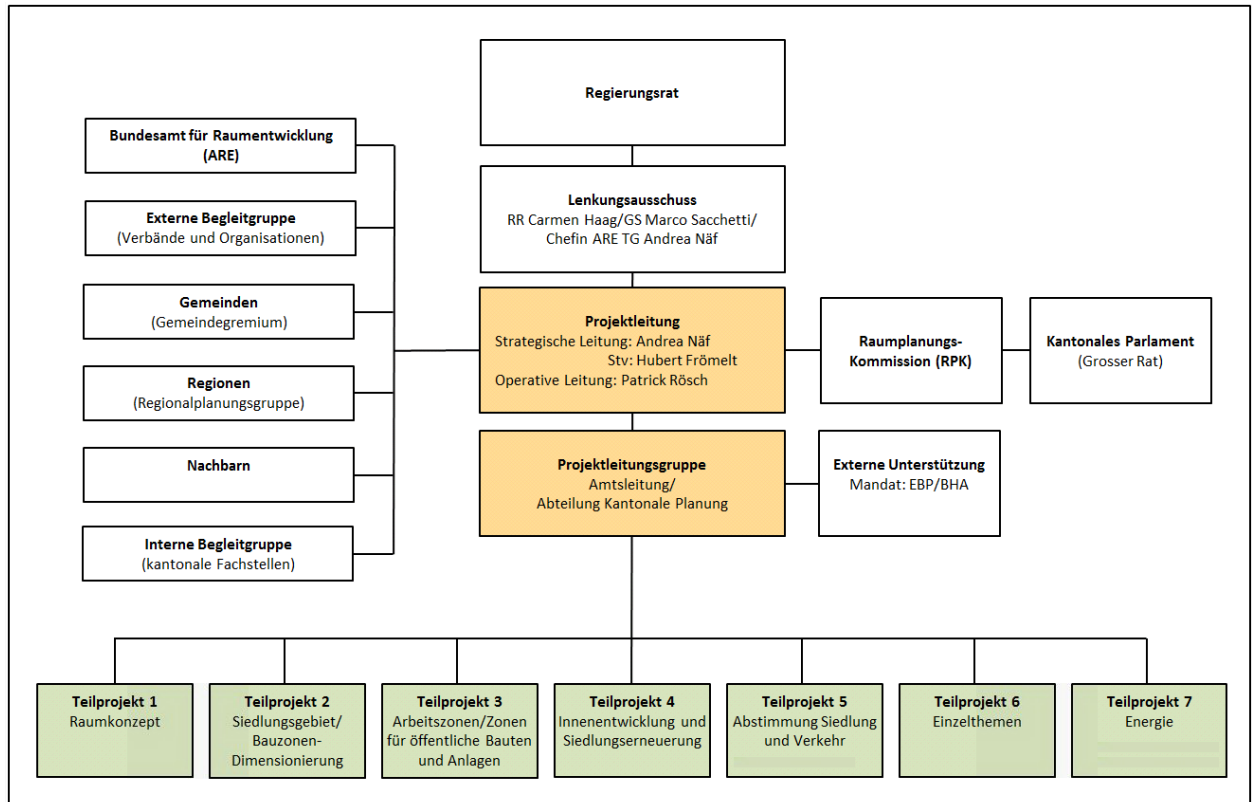 Regierungsrat
Bundesamt für Raumentwicklung
(ARE)
Externe Begleitgruppe
(Verbände und Organisationen)
Gemeinden
(Gemeindegremium)
Regionen
(Regionalplanungsgruppe)
Nachbarn
Interne Begleitgruppe
(kantonale Fachstellen)
Lenkungsausschuss
RR Carmen Haag/GS Marco Sacchetti/
Chefin ARE TG Andrea Näf
Projektleitung
Strategische Leitung: Andrea Näf
Stv: Hubert Frömelt
Operative Leitung: Patrick Rösch
Raumplanungs-
Kommission (RPK)
Kantonales Parlament
(Grosser Rat)
Projektleitungsgruppe
Amtsleitung/
Abteilung Kantonale Planung
Externe Unterstützung
Mandat: EBP/BHA
Teilprojekt 1
Raumkonzept
Teilprojekt 2
Siedlungsgebiet/
Bauzonen-
Dimensionierung
Teilprojekt 3
Arbeitszonen/Zonen
für öffentliche Bauten
und Anlagen
Teilprojekt 4
Innenentwicklung und
Siedlungserneuerung
Teilprojekt 5
Abstimmung Siedlung
und Verkehr
Teilprojekt 6
Einzelthemen
Teilprojekt 7
Energie